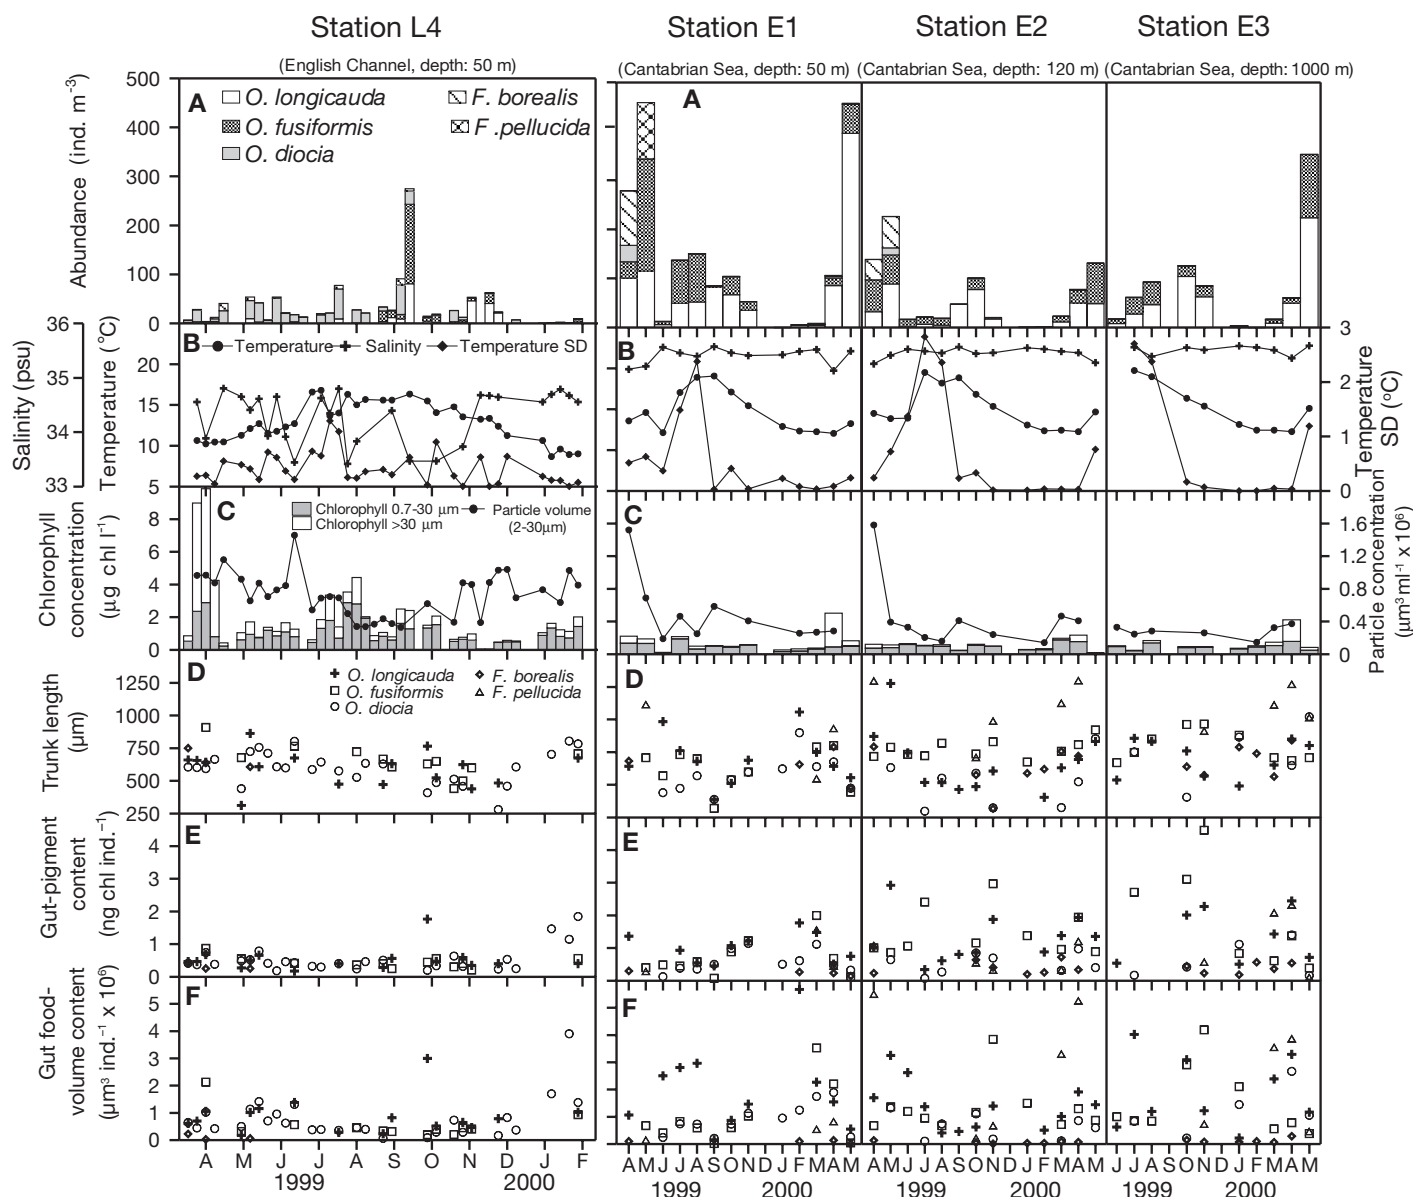 Station L4
Station E1
Station E2
Station E3
(English Channel, depth: 50 m)
(Cantabrian Sea, depth: 50 m)
(Cantabrian Sea, depth: 120 m)
(Cantabrian Sea, depth: 1000 m)
Abundance (ind. m⁻³)
500
400
300
200
100
0
A
O. longicauda
O. fusiformis
O. diocia
F. borealis
F .pellucida
A
Salinity (psu)
36
35
34
33
Temperature (°C)
20
15
10
5
B
Temperature
Salinity
Temperature SD
B
3
2
1
0
Temperature
SD (°C)
Chlorophyll
concentration
(μg chl l⁻¹)
8
6
4
2
0
C
Chlorophyll 0.7-30 μm
Chlorophyll >30 μm
Particle volume
(2-30μm)
C
1.6
1.2
0.8
0.4
0
Particle concentration
(μm³ ml⁻¹ x 10⁶)
Trunk length
(μm)
1250
1000
750
500
250
D
O. longicauda
O. fusiformis
O. diocia
F. borealis
F. pellucida
D
Gut-pigment
content
(ng chl ind.⁻¹)
4
3
2
1
0
E
E
Gut food-
volume content
(μm³ ind.⁻¹ x 10⁶)
5
4
3
2
1
0
F
F
A M J J A S O N D J F
1999 2000
A M J J A S O N D J F M A M
1999 2000
A M J J A S O N D J F M A M
1999 2000
J J A S O N D J F M A M
1999 2000